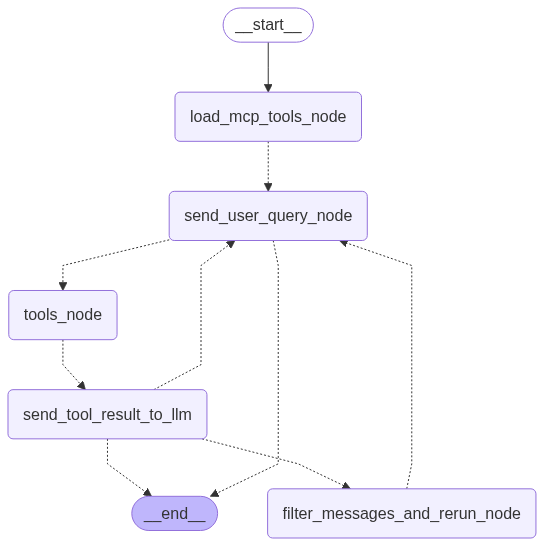 __start__
load_mcp_tools_node
send_user_query_node
tools_node
send_tool_result_to_llm
__end__
filter_messages_and_rerun_node